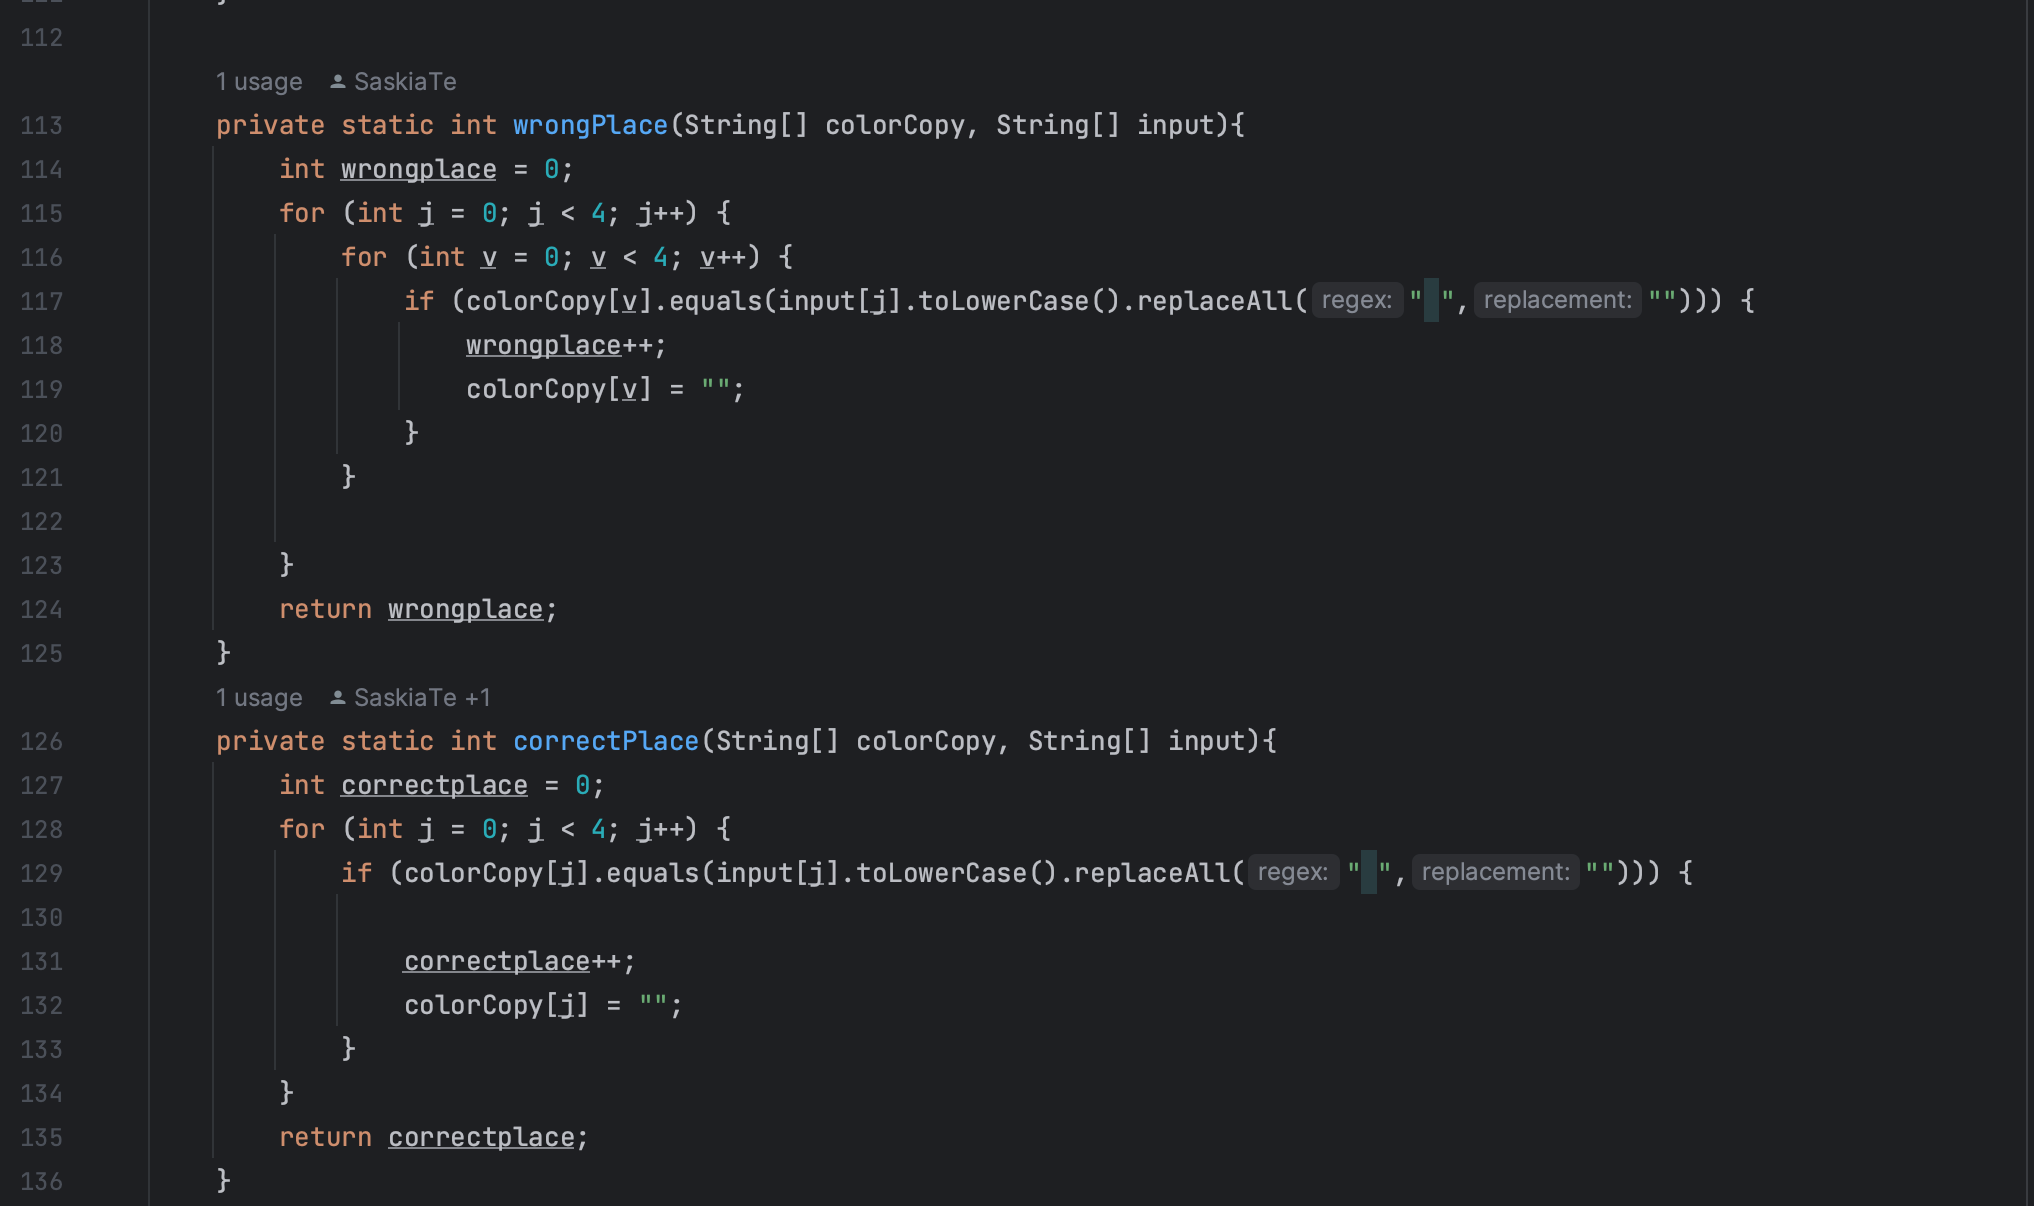 112
1 usage SaskiaTe
113 private static int wrongPlace(String[] colorCopy, String[] input){
114 int wrongplace = 0;
115 for (int j = 0; j < 4; j++) {
116 for (int v = 0; v < 4; v++) {
117 if (colorCopy[v].equals(input[j].toLowerCase().replaceAll( regex: " ", replacement: ""))) {
118 wrongplace++;
119 colorCopy[v] = "";
120 }
121 }
122
123 }
124 return wrongplace;
125 }
1 usage SaskiaTe +1
126 private static int correctPlace(String[] colorCopy, String[] input){
127 int correctplace = 0;
128 for (int j = 0; j < 4; j++) {
129 if (colorCopy[j].equals(input[j].toLowerCase().replaceAll( regex: " ", replacement: ""))) {
130
131 correctplace++;
132 colorCopy[j] = "";
133 }
134 }
135 return correctplace;
136 }